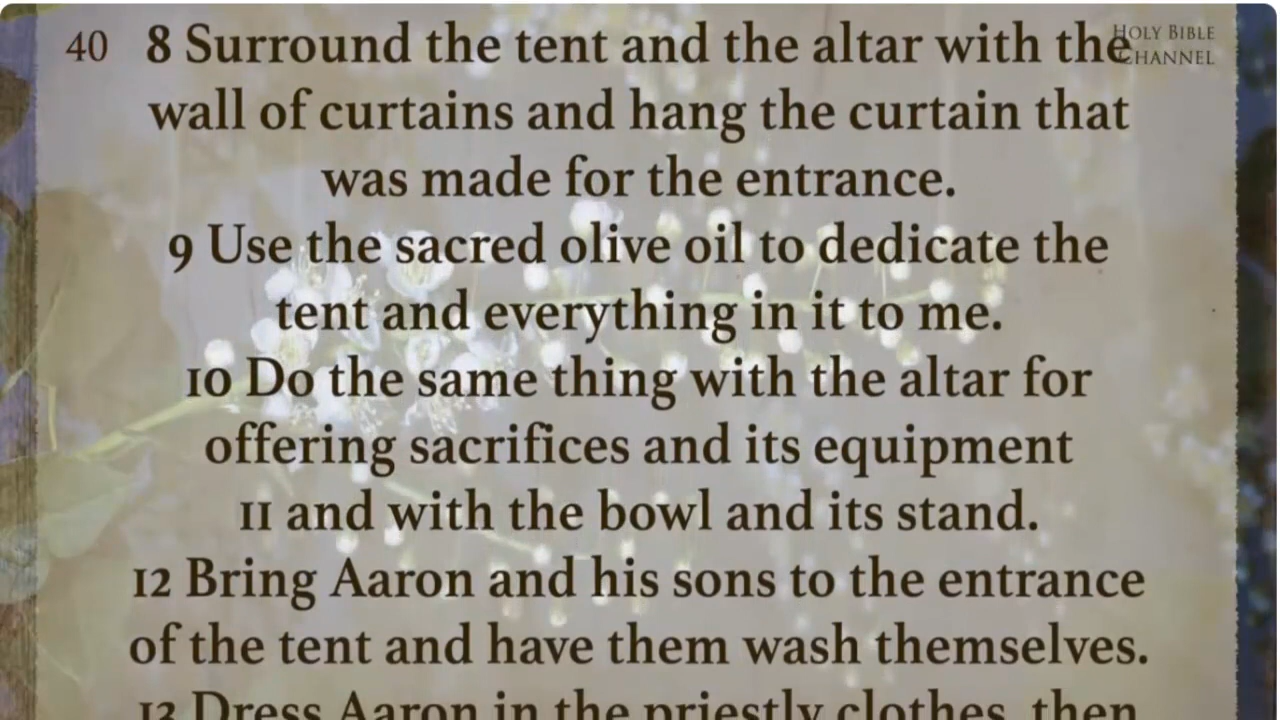 40 8 Surround the tent and the altar with the
HOLY BIBLE
CHANNEL
wall of curtains and hang the curtain that
was made for the entrance.
9 Use the sacred olive oil to dedicate the
tent and everything in it to me.
10 Do the same thing with the altar for
offering sacrifices and its equipment
11 and with the bowl and its stand.
12 Bring Aaron and his sons to the entrance
of the tent and have them wash themselves.
13 Dress Aaron in the priestly clothes, then